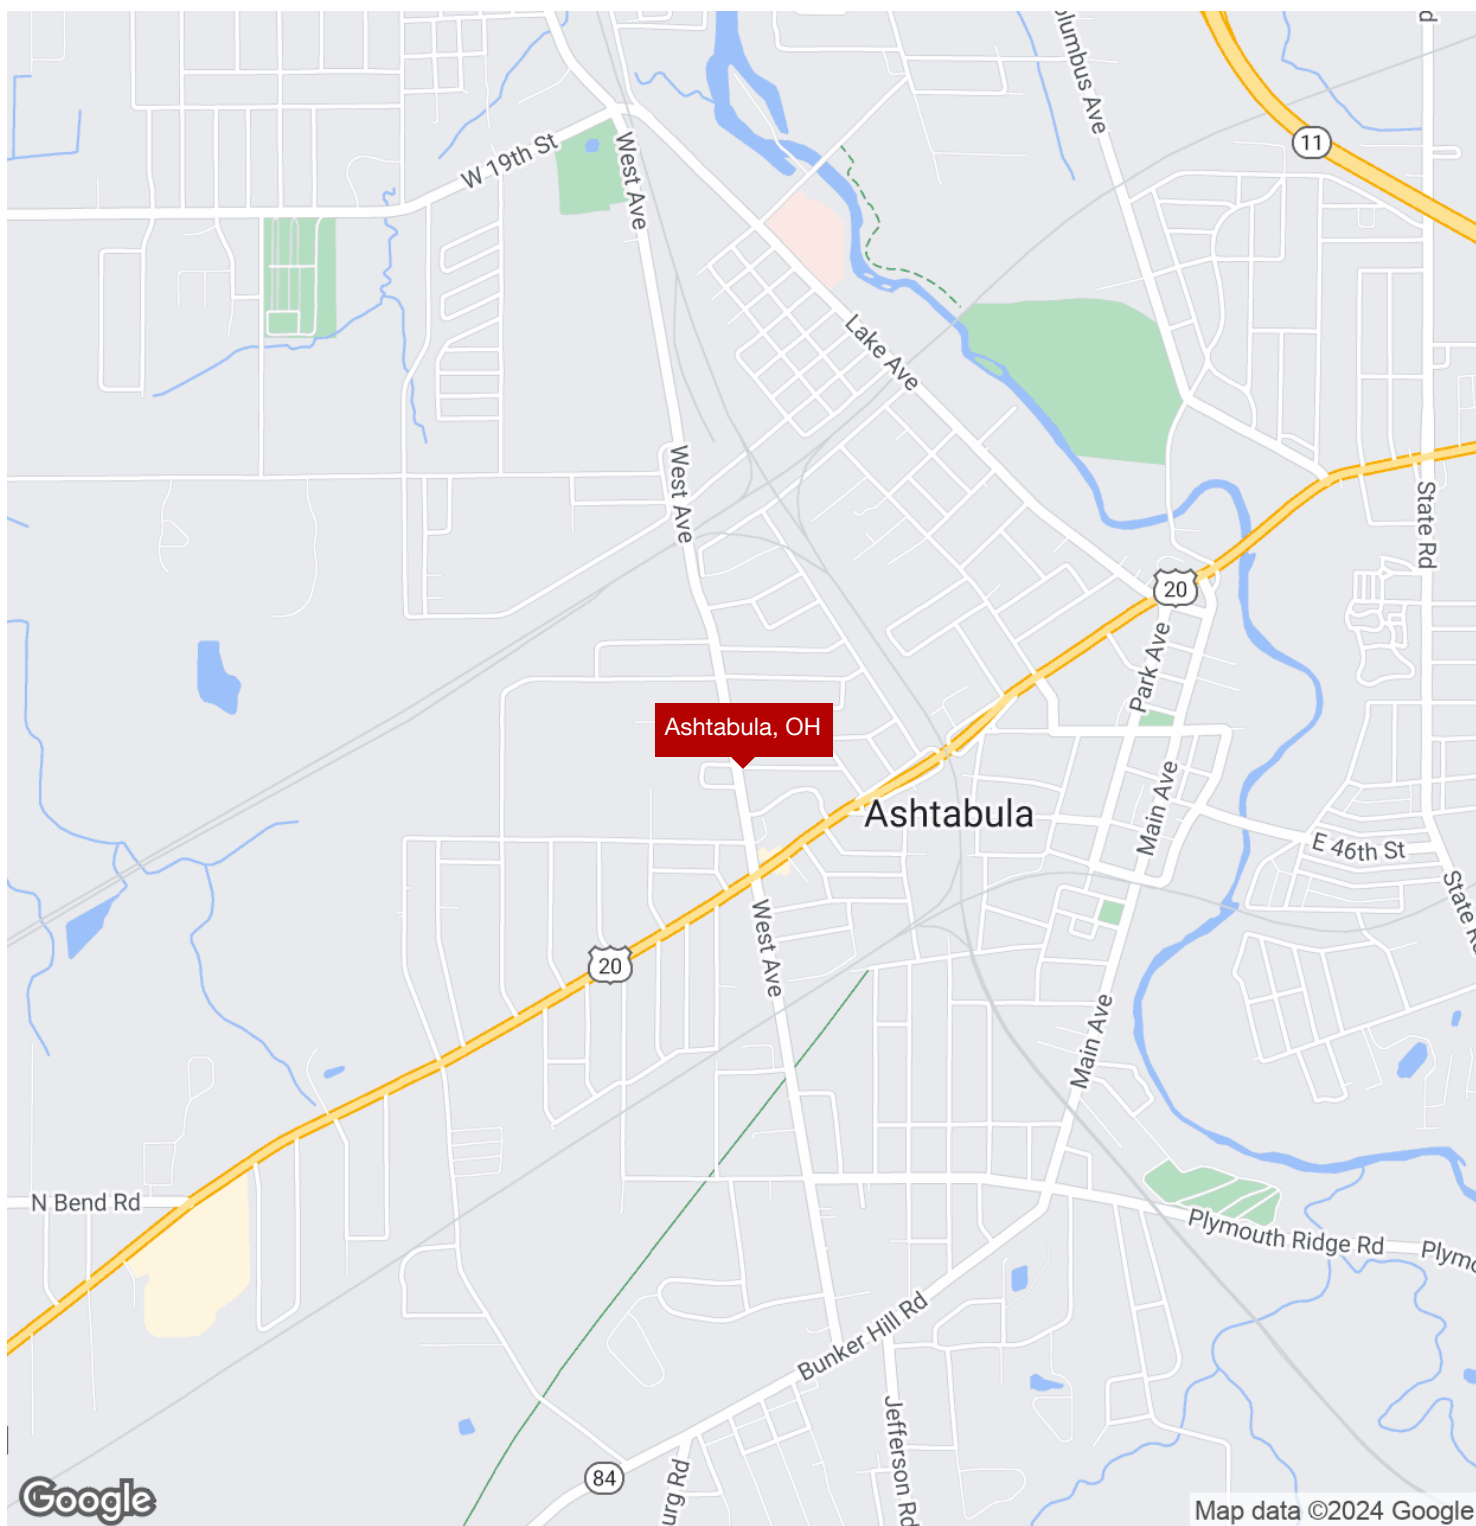 olumbus Ave
d
11
W 19th St
West Ave
Lake Ave
West Ave
State Rd
20
Park Ave
Ashtabula, OH
Main Ave
Ashtabula
E 46th St
State R
West Ave
20
Main Ave
N Bend Rd
Plymouth Ridge Rd
Plymo
Bunker Hill Rd
Jefferson Rd
84
urg Rd
Google
Map data ©2024 Google